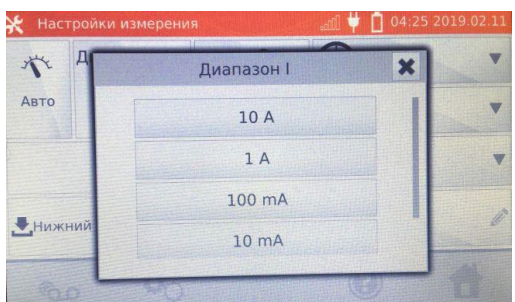 Настройки измерения 04:25 2019.02.11
Диапазон I
Авто
10 A
1 A
100 mA
10 mA
Нижний